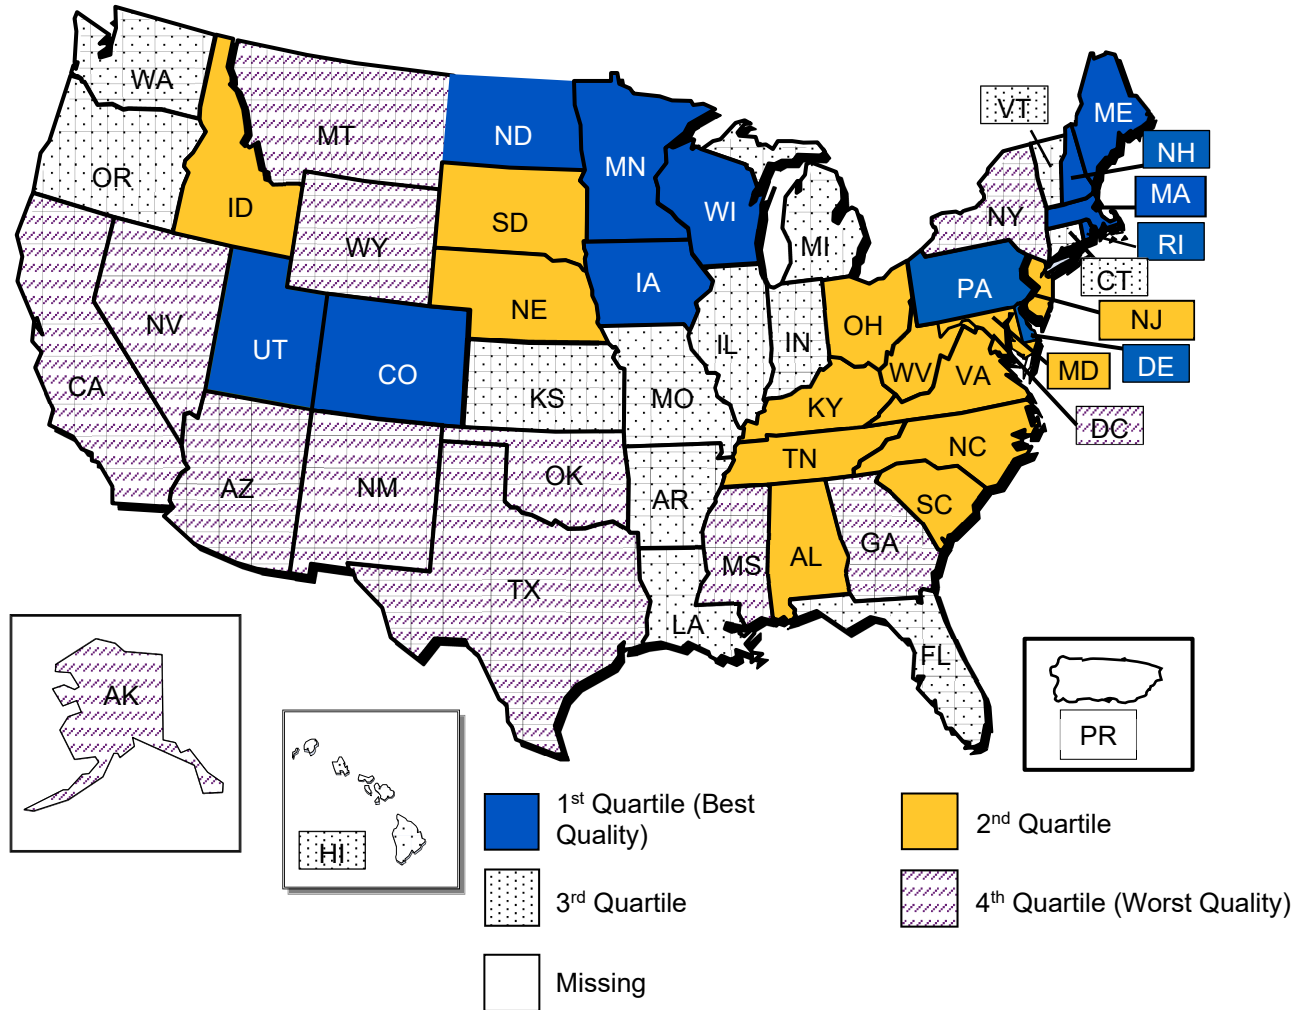 WA
VT
ME
MT
ND
NH
MN
OR
MA
ID
SD
WI
NY
WY
MI
RI
CT
IA
PA
NE
NJ
NV
OH
UT
IL
IN
CO
WV
VA
MD
DE
CA
KS
MO
KY
DC
NC
TN
OK
AZ
NM
AR
SC
GA
AL
MS
TX
LA
FL
AK
PR
HI
1st Quartile (Best
Quality)
2nd Quartile
3rd Quartile
4th Quartile (Worst Quality)
Missing